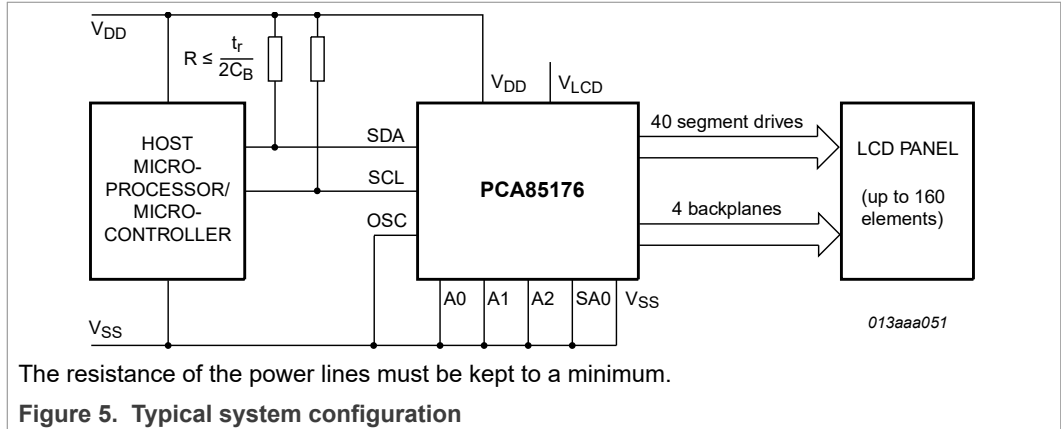 VDD
R ≤ tr
2CB
VDD
VLCD
HOST
MICRO-
PROCESSOR/
MICRO-
CONTROLLER
SDA
SCL
OSC
PCA85176
40 segment drives
4 backplanes
LCD PANEL
(up to 160
elements)
A0
A1
A2
SA0
VSS
VSS
013aaa051
The resistance of the power lines must be kept to a minimum.
Figure 5. Typical system configuration